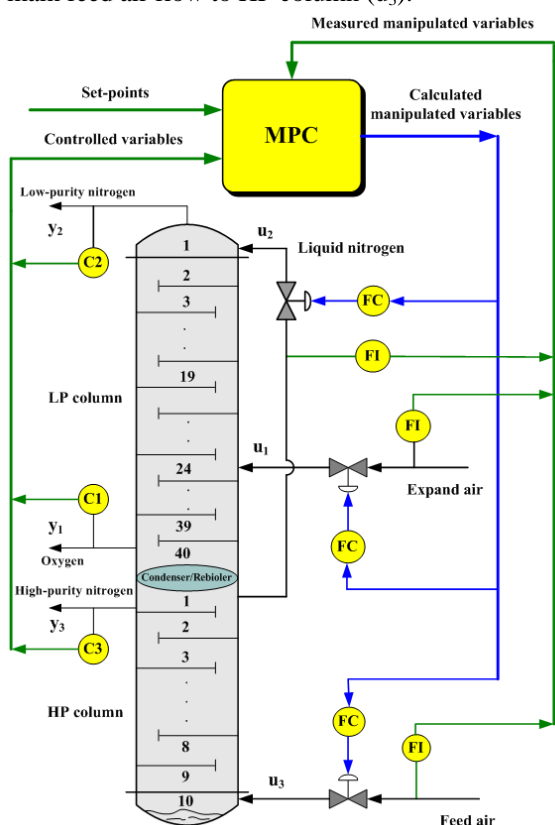 main feed air flow to HP column (u3).
Measured manipulated variables
Set-points
Calculated
manipulated variables
MPC
Controlled variables
Low-purity nitrogen
y2
u2
1
Liquid nitrogen
C2
2
FC
3
FI
LP column
19
FI
u1
24
Expand air
C1
39
y1
FC
40
Oxygen
Condenser/Rebioler
High-purity nitrogen
1
y3
2
C3
3
HP column
FC
8
FI
9
u3
10
Feed air